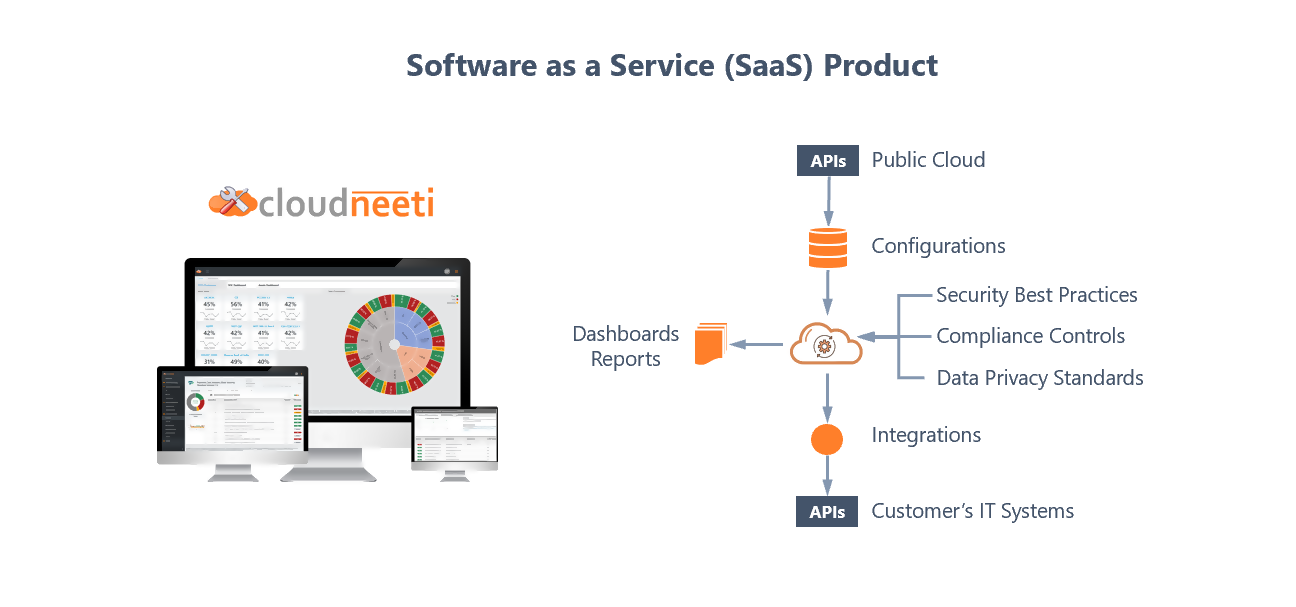 Software as a Service (SaaS) Product
cloudneeti
45% 56% 41% 42%
42% 42% 41% 42%
31% 49% 40%
APIs Public Cloud
Configurations
Security Best Practices
Compliance Controls
Data Privacy Standards
Dashboards
Reports
Integrations
APIs Customer’s IT Systems